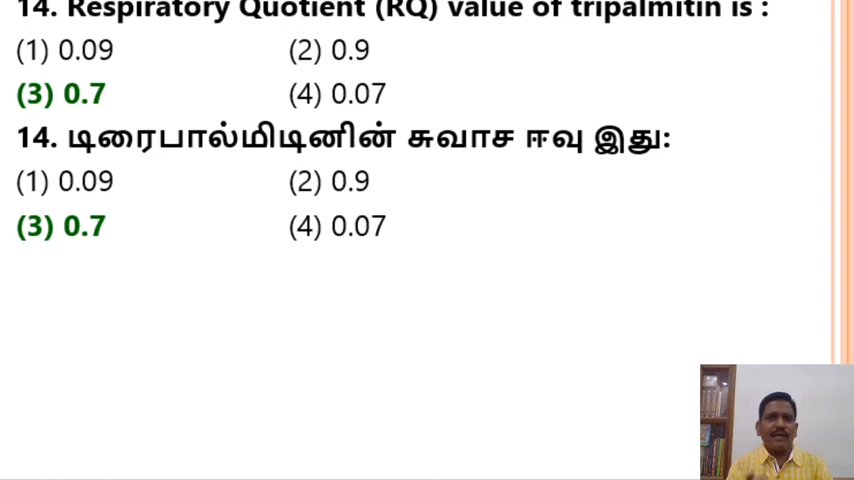 14. Respiratory Quotient (RQ) value of tripalmitin is :
(1) 0.09 (2) 0.9
(3) 0.7 (4) 0.07
14. டிரைபால்மிடினின் சுவாச ஈவு இது:
(1) 0.09 (2) 0.9
(3) 0.7 (4) 0.07